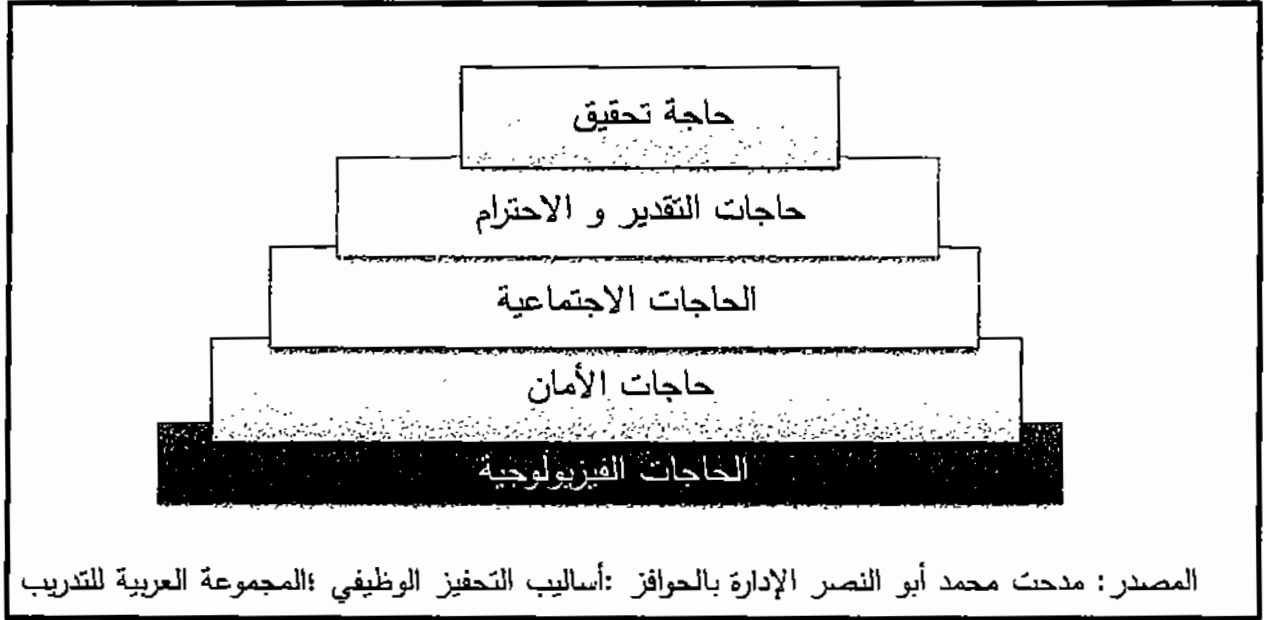 حاجة تحقيق
حاجات التقدير و الاحترام
الحاجات الاجتماعية
حاجات الأمان
الحاجات الفيزيولوجية
المصدر: مدحت محمد أبو النصر الإدارة بالحوافز :أساليب التحفيز الوظيفي ؛المجموعة العربية للتدريب